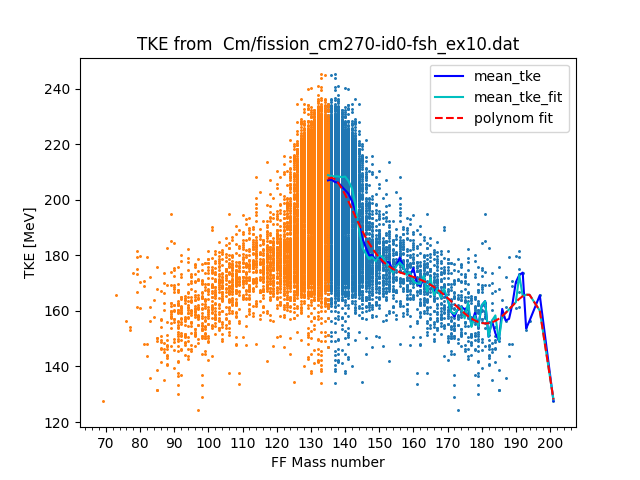 TKE from  Cm/fission_cm270-id0-fsh_ex10.dat
mean_tke
mean_tke_fit
polynom fit
TKE [MeV]
240
220
200
180
160
140
120
70 80 90 100 110 120 130 140 150 160 170 180 190 200
FF Mass number